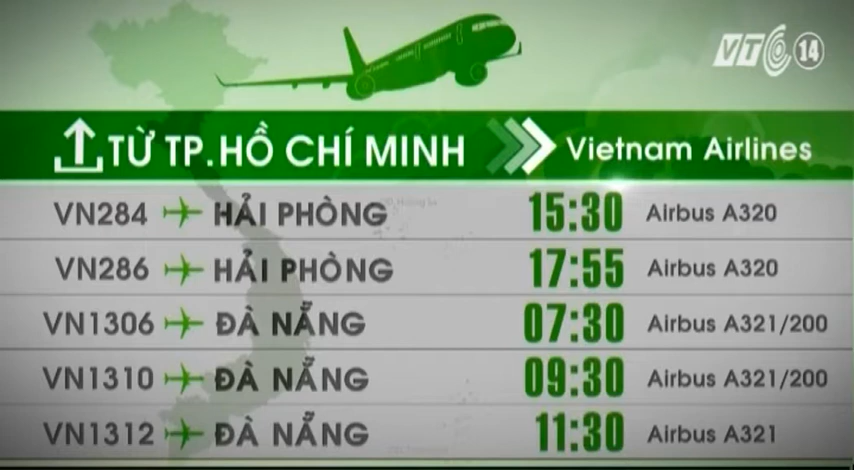 VTC 14
TỪ TP. HỒ CHÍ MINH Vietnam Airlines
VN284 HẢI PHÒNG 15:30 Airbus A320
VN286 HẢI PHÒNG 17:55 Airbus A320
VN1306 ĐÀ NẴNG 07:30 Airbus A321/200
VN1310 ĐÀ NẴNG 09:30 Airbus A321/200
VN1312 ĐÀ NẴNG 11:30 Airbus A321